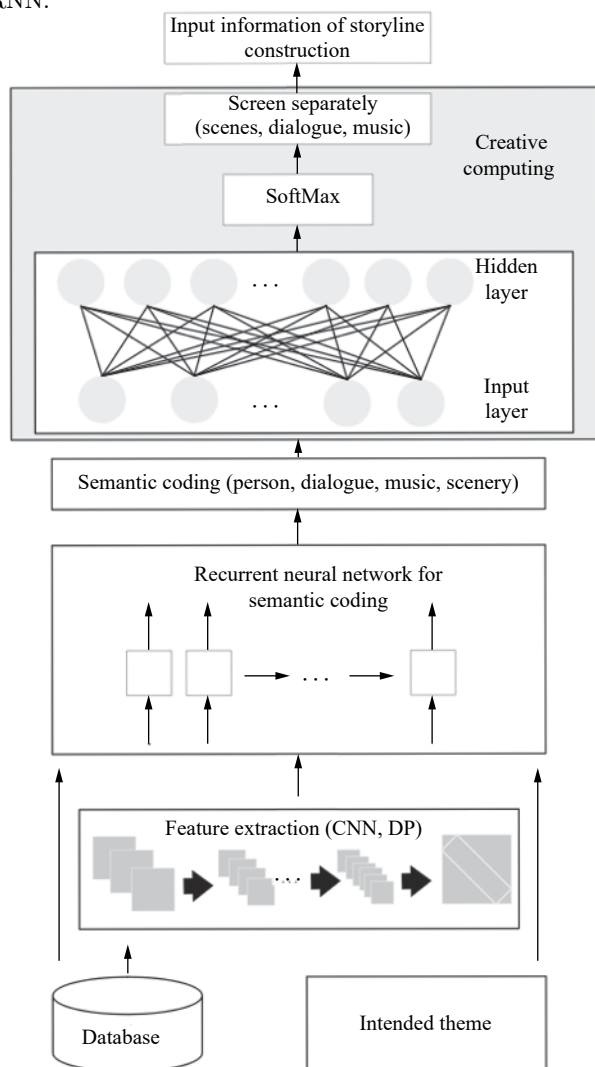 Input information of storyline
construction
Screen separately
(scenes, dialogue, music)
Creative
computing
SoftMax
Hidden
layer
...
Input
layer
...
Semantic coding (person, dialogue, music, scenery)
Recurrent neural network for
semantic coding
...
Feature extraction (CNN, DP)
...
Database
Intended theme